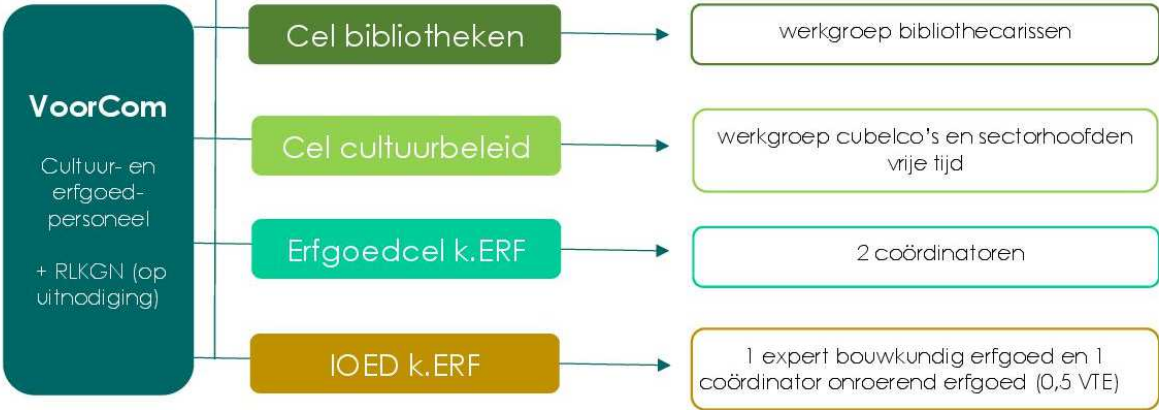 VoorCom
Cultuur- en
erfgoed-
personeel
+ RLKGN (op
uitnodiging)
Cel bibliotheken
werkgroep bibliothecarissen
Cel cultuurbeleid
werkgroep cubelco's en sectorhoofden
vrije tijd
Erfgoedcel k.ERF
2 coördinatoren
IOED k.ERF
1 expert bouwkundig erfgoed en 1
coördinator onroerend erfgoed (0,5 VTE)